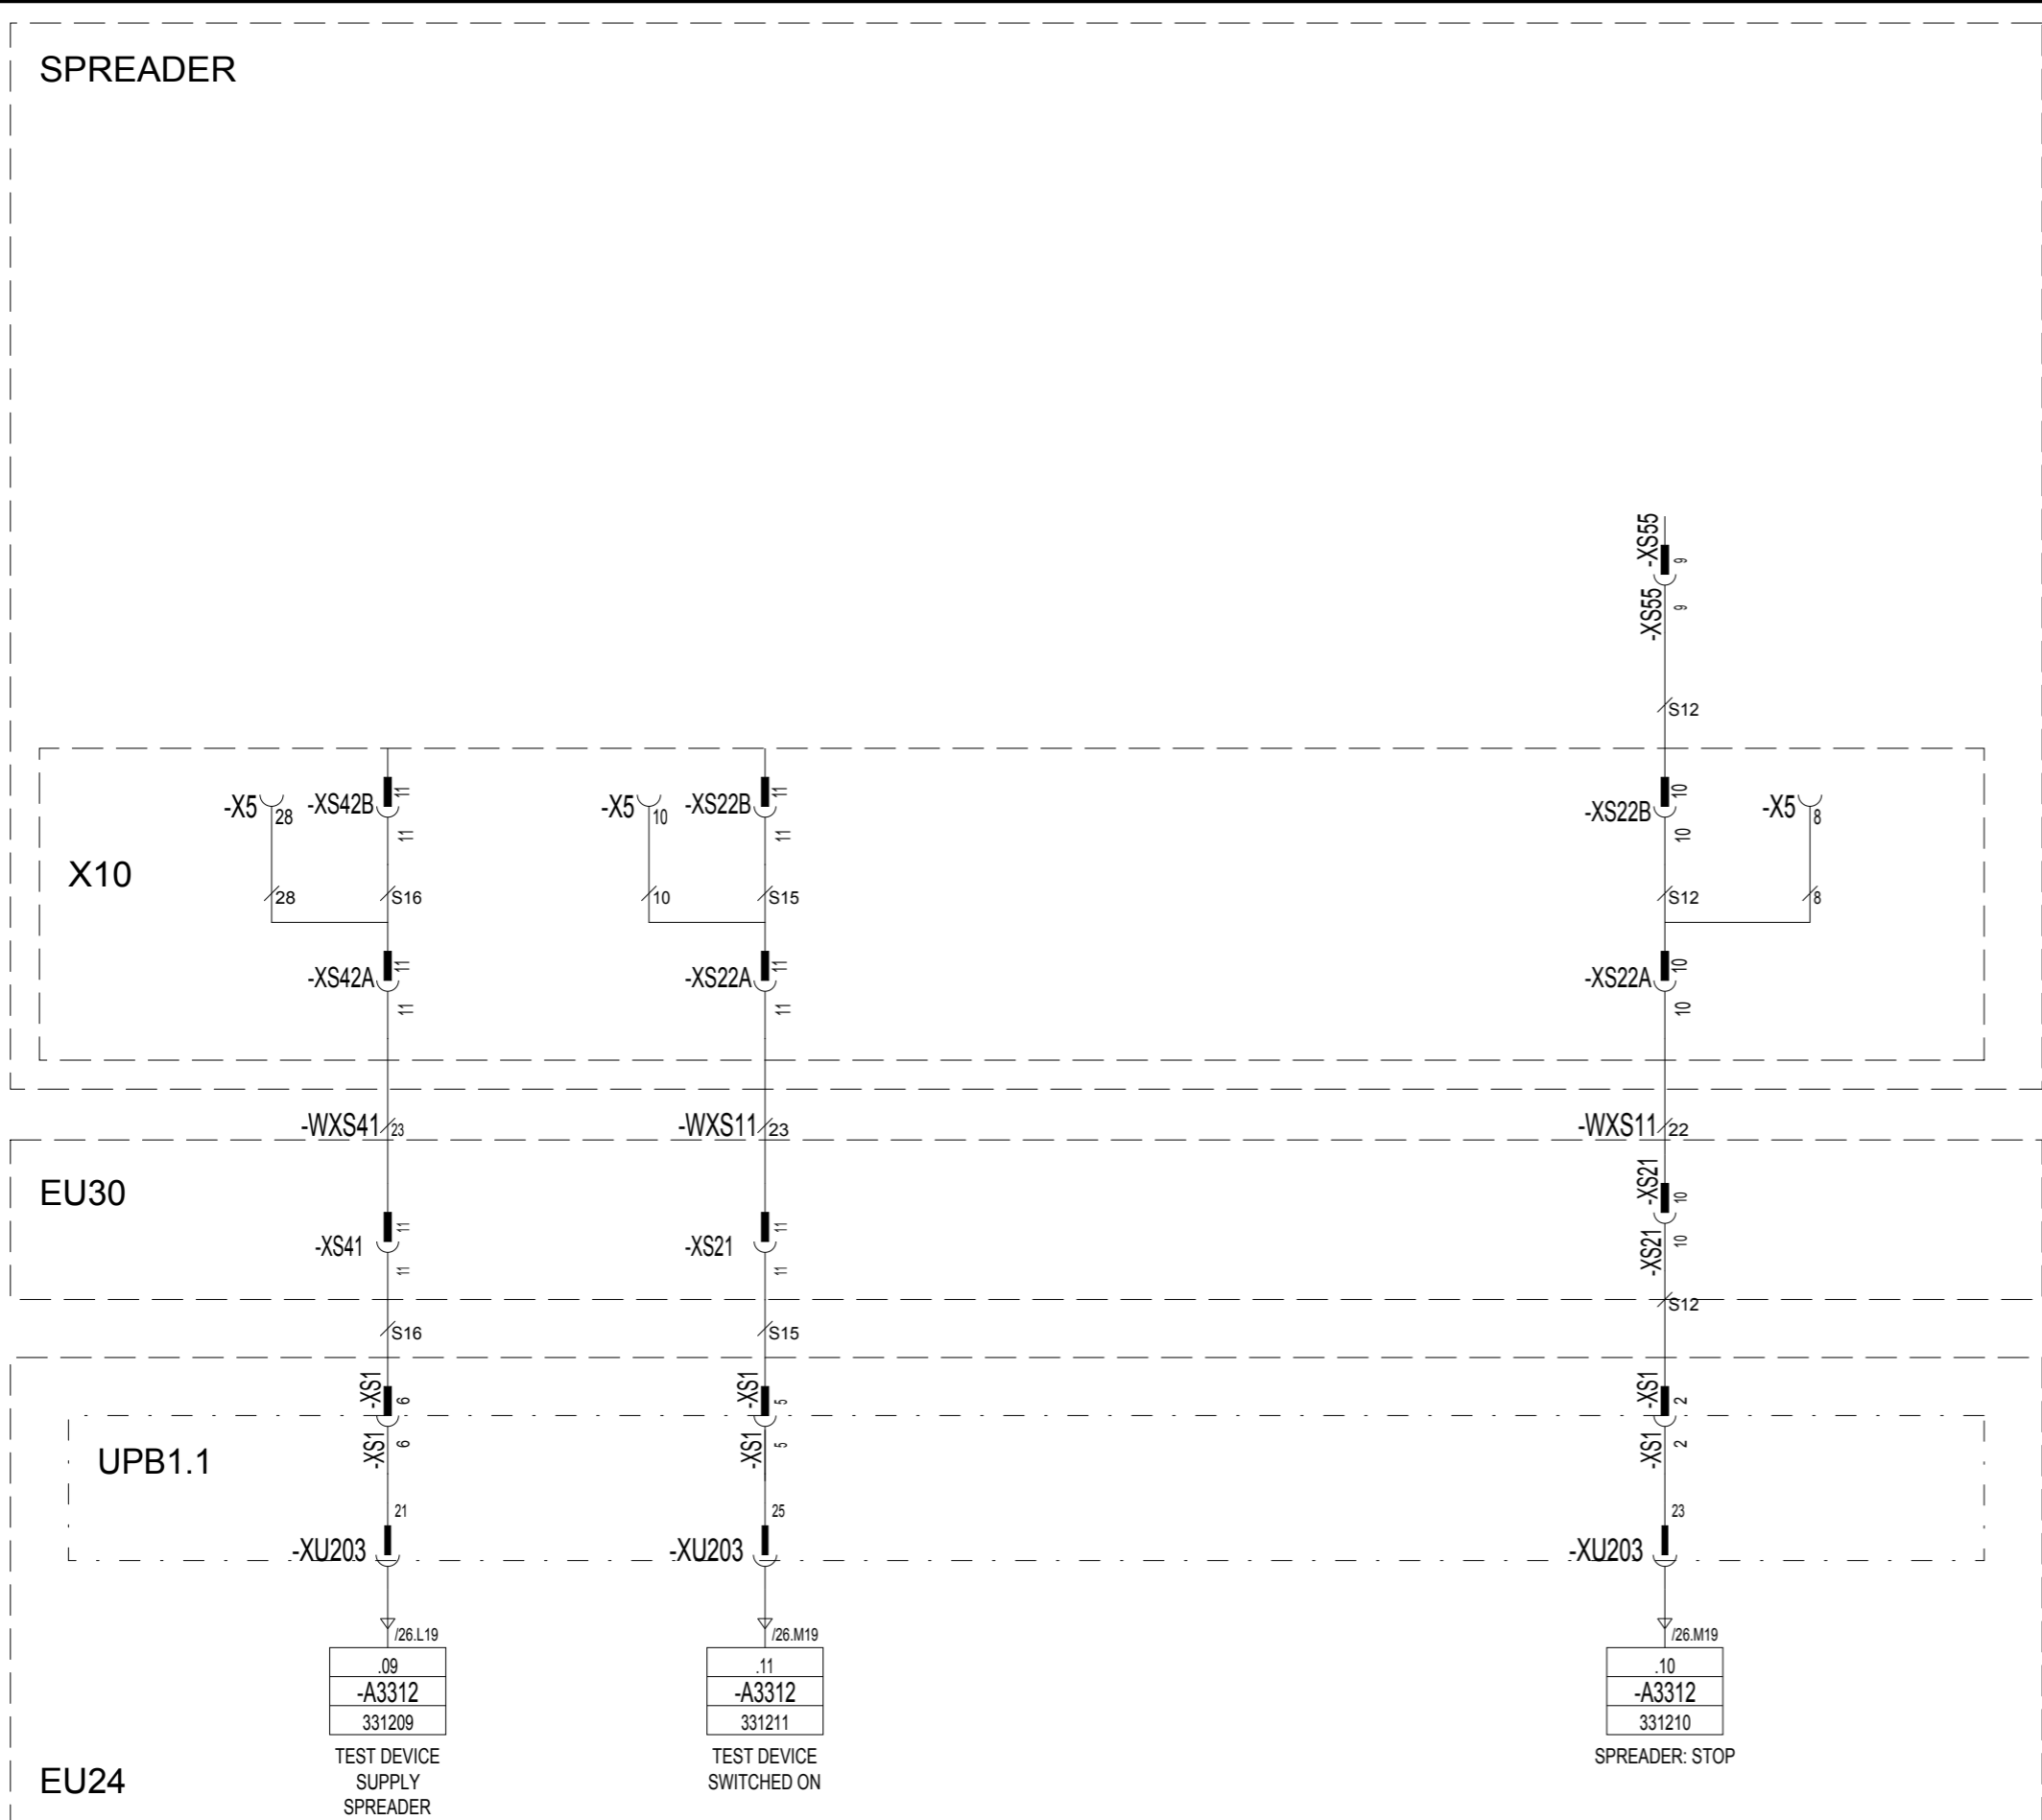 SPREADER
-XS55
9
-XS55
9
S12
-X5
28
-XS42B
11
11
-X5
10
-XS22B
11
11
-XS22B
10
10
-X5
8
X10
28
S16
10
S15
S12
8
-XS42A
11
11
-XS22A
11
11
-XS22A
10
10
-WXS41
23
-WXS11
23
-WXS11
22
EU30
-XS41
11
11
-XS21
11
11
-XS21
10
-XS21
10
S16
S15
S12
-XS1
6
-XS1
5
-XS1
2
UPB1.1
-XS1
6
-XS1
5
-XS1
2
21
25
23
-XU203
-XU203
-XU203
/26.L19
/26.M19
/26.M19
.09
-A3312
331209
.11
-A3312
331211
.10
-A3312
331210
TEST DEVICE
SUPPLY
SPREADER
TEST DEVICE
SWITCHED ON
SPREADER: STOP
EU24